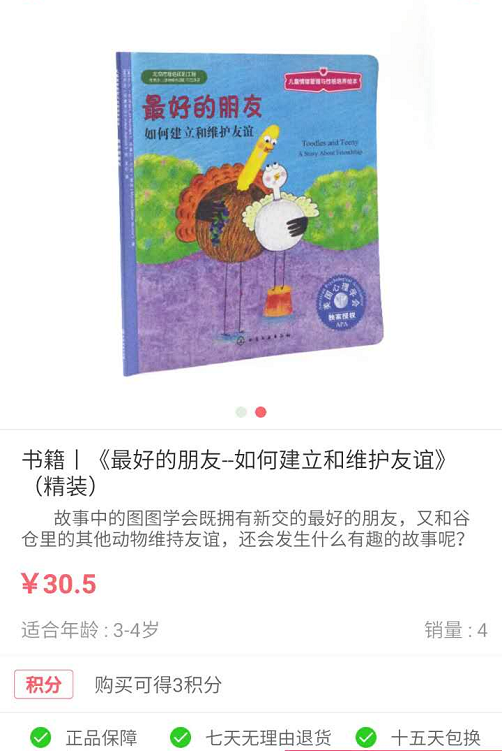 儿童情绪管理与性格培养绘本
最好的朋友
如何建立和维护友谊
Toodles and Teeny
A Story About Friendship
美国心理学会
独家授权
APA
化学工业出版社
书籍丨《最好的朋友--如何建立和维护友谊》
（精装）
故事中的图图学会既拥有新交的最好的朋友，又和谷
仓里的其他动物维持友谊，还会发生什么有趣的故事呢？
￥30.5
适合年龄 : 3-4岁
销量 : 4
积分
购买可得3积分
正品保障
七天无理由退货
十五天包换